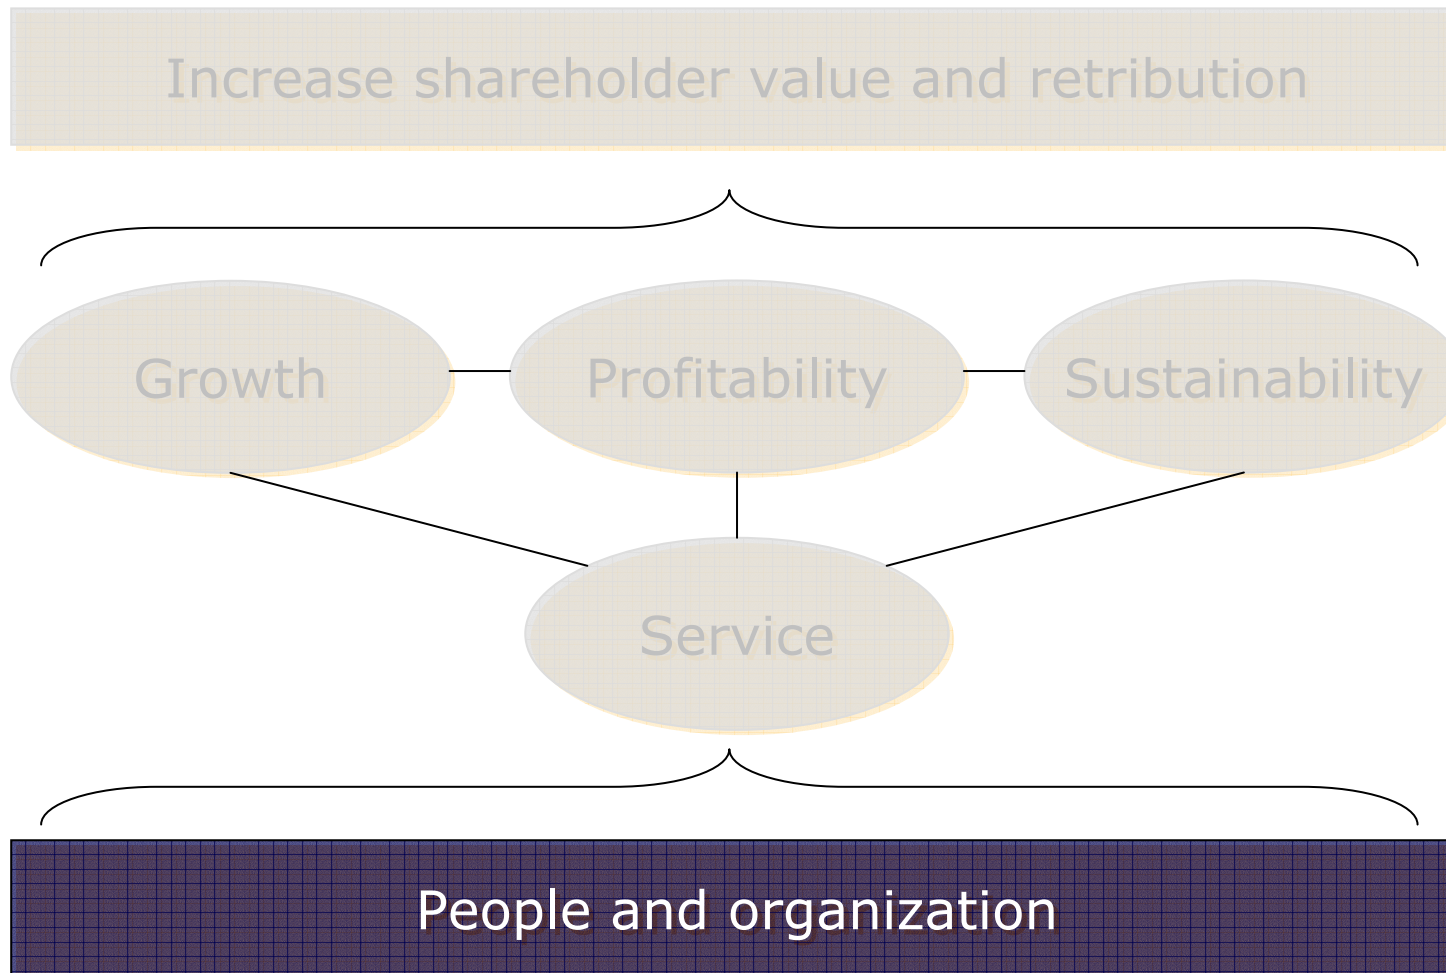 Increase shareholder value and retribution
Growth
Profitability
Sustainability
Service
People and organization